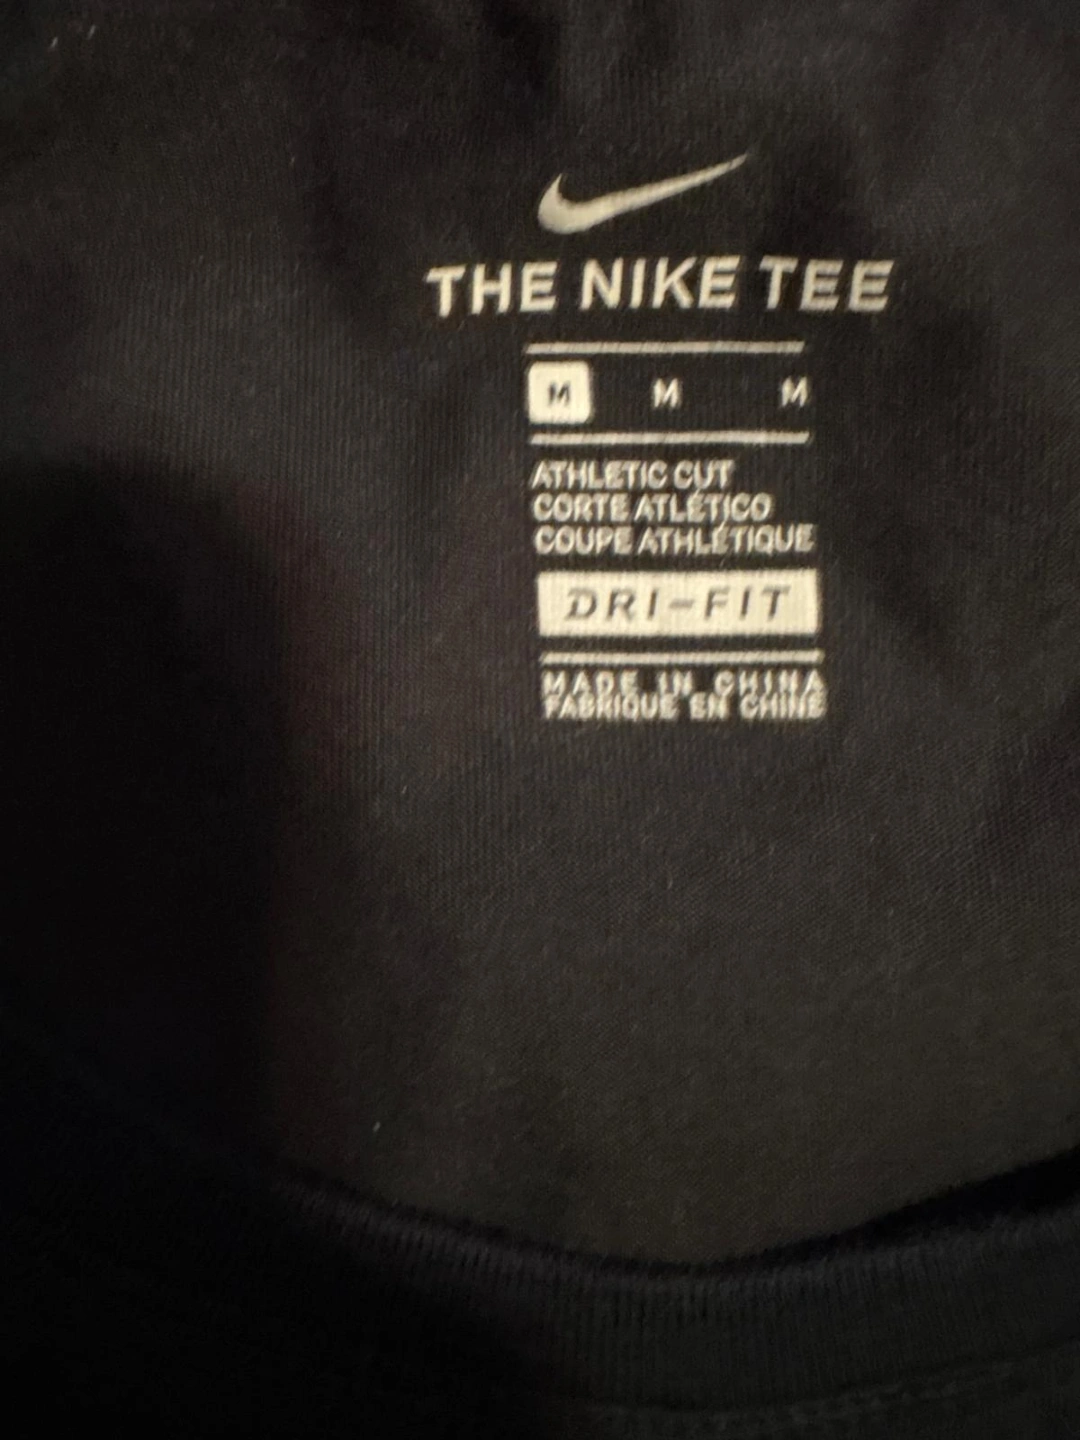 THE NIKE TEE
M M M
ATHLETIC CUT
CORTE ATLÉTICO
COUPE ATHLÉTIQUE
DRI-FIT
MADE IN CHINA
FABRIQUE EN CHINE